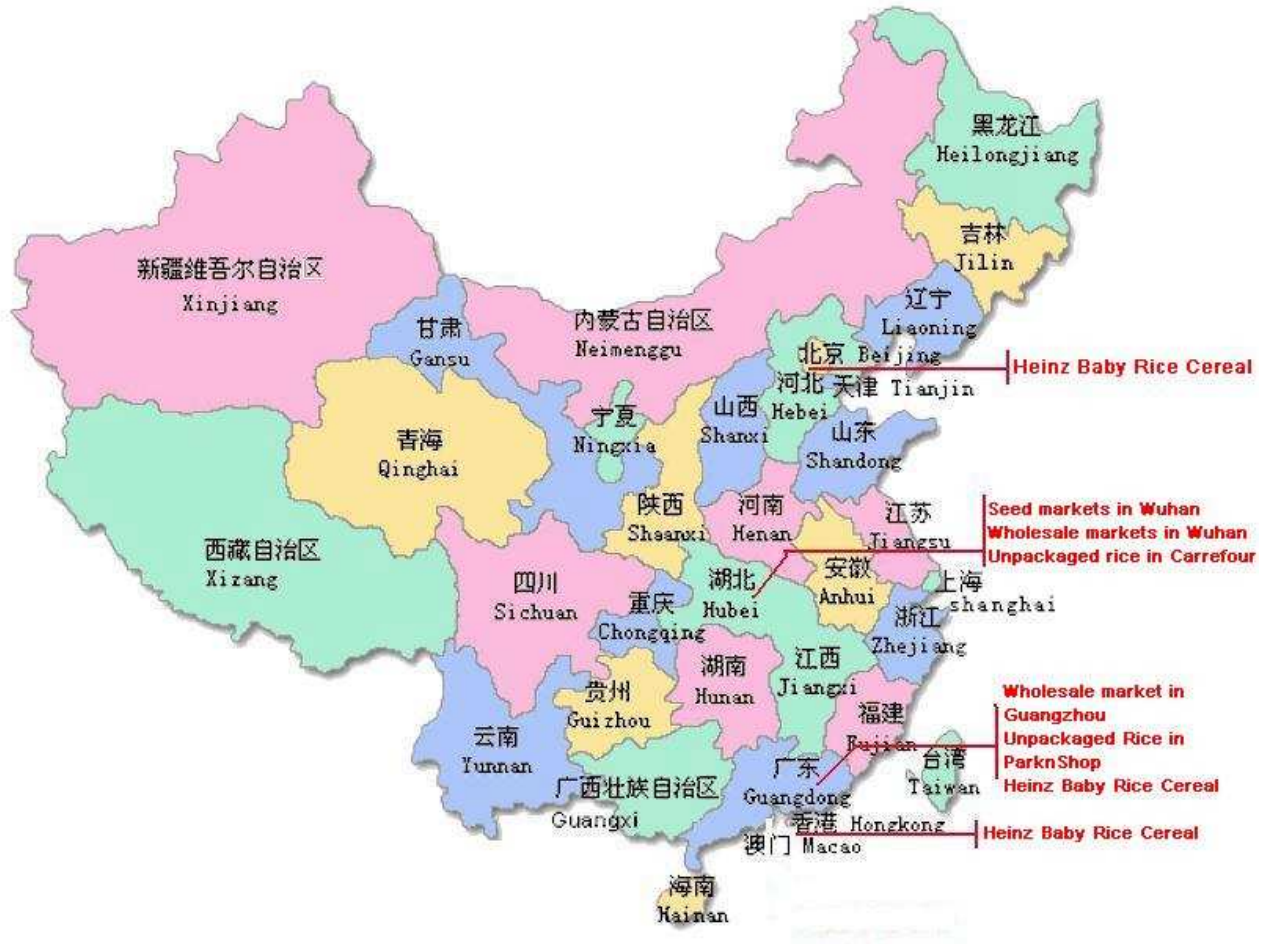 黑龙江
Heilongjiang
吉林
Jilin
辽宁
Liaoning
新疆維吾尔自治区
Xinjiang
甘肃
Gansu
内蒙古自治区
Neimenggu
北京 Beijing
Heinz Baby Rice Cereal
河北
Hebei
天津 Tianjin
宁夏
Ningxia
山西
Shanxi
山东
Shandong
青海
Qinghai
陕西
Shaanxi
河南
Henan
江苏
Jiangsu
Seed markets in Wuhan
Wholesale markets in Wuhan
Unpackaged rice in Carrefour
西藏自治区
Xizang
四川
Sichuan
重庆
Chongqing
湖北
Hubei
安徽
Anhui
上海
shanghai
浙江
Zhejiang
湖南
Hunan
江西
Jiangxi
贵州
Guizhou
福建
Fujian
Wholesale market in
Guangzhou
Unpackaged Rice in
ParknShop
Heinz Baby Rice Cereal
云南
Yunnan
广西壮族自治区
Guangxi
广东
Guangdong
台湾
Taiwan
香港 Hongkong
Heinz Baby Rice Cereal
澳门 Macao
海南
Hainan